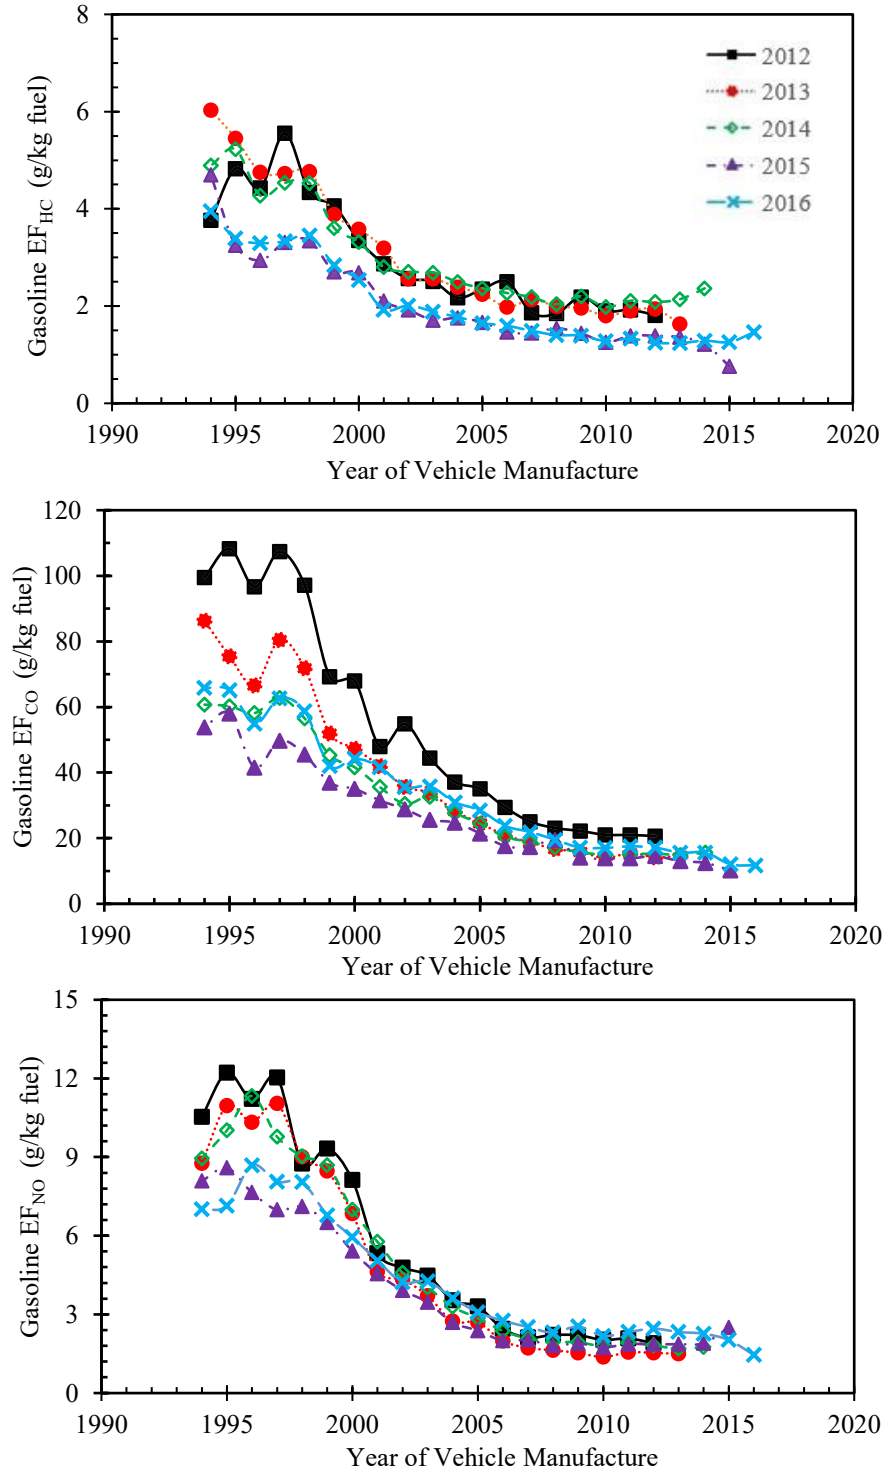 8
6
4
2
0
Gasoline EF_HC (g/kg fuel)
2012
2013
2014
2015
2016
1990 1995 2000 2005 2010 2015 2020
Year of Vehicle Manufacture
120
100
80
60
40
20
0
Gasoline EF_CO (g/kg fuel)
1990 1995 2000 2005 2010 2015 2020
Year of Vehicle Manufacture
15
12
9
6
3
0
Gasoline EF_NO (g/kg fuel)
1990 1995 2000 2005 2010 2015 2020
Year of Vehicle Manufacture